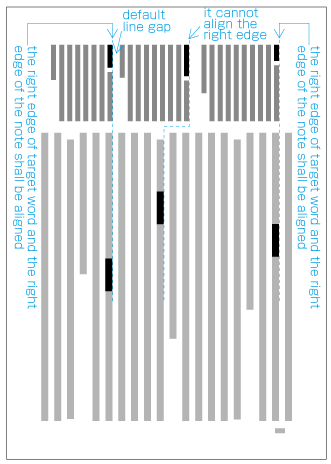 default
line gap
it cannot
align the
right edge
the right edge of target word and the right
edge of the note shall be aligned
the right edge of target word and the right
edge of the note shall be aligned